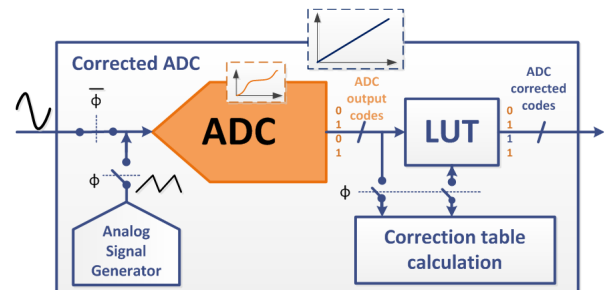 Corrected ADC
ϕ
ADC
ADC
output
codes
0
1
0
1
LUT
ADC
corrected
codes
0
1
1
1
ϕ
ϕ
Analog
Signal
Generator
Correction table
calculation